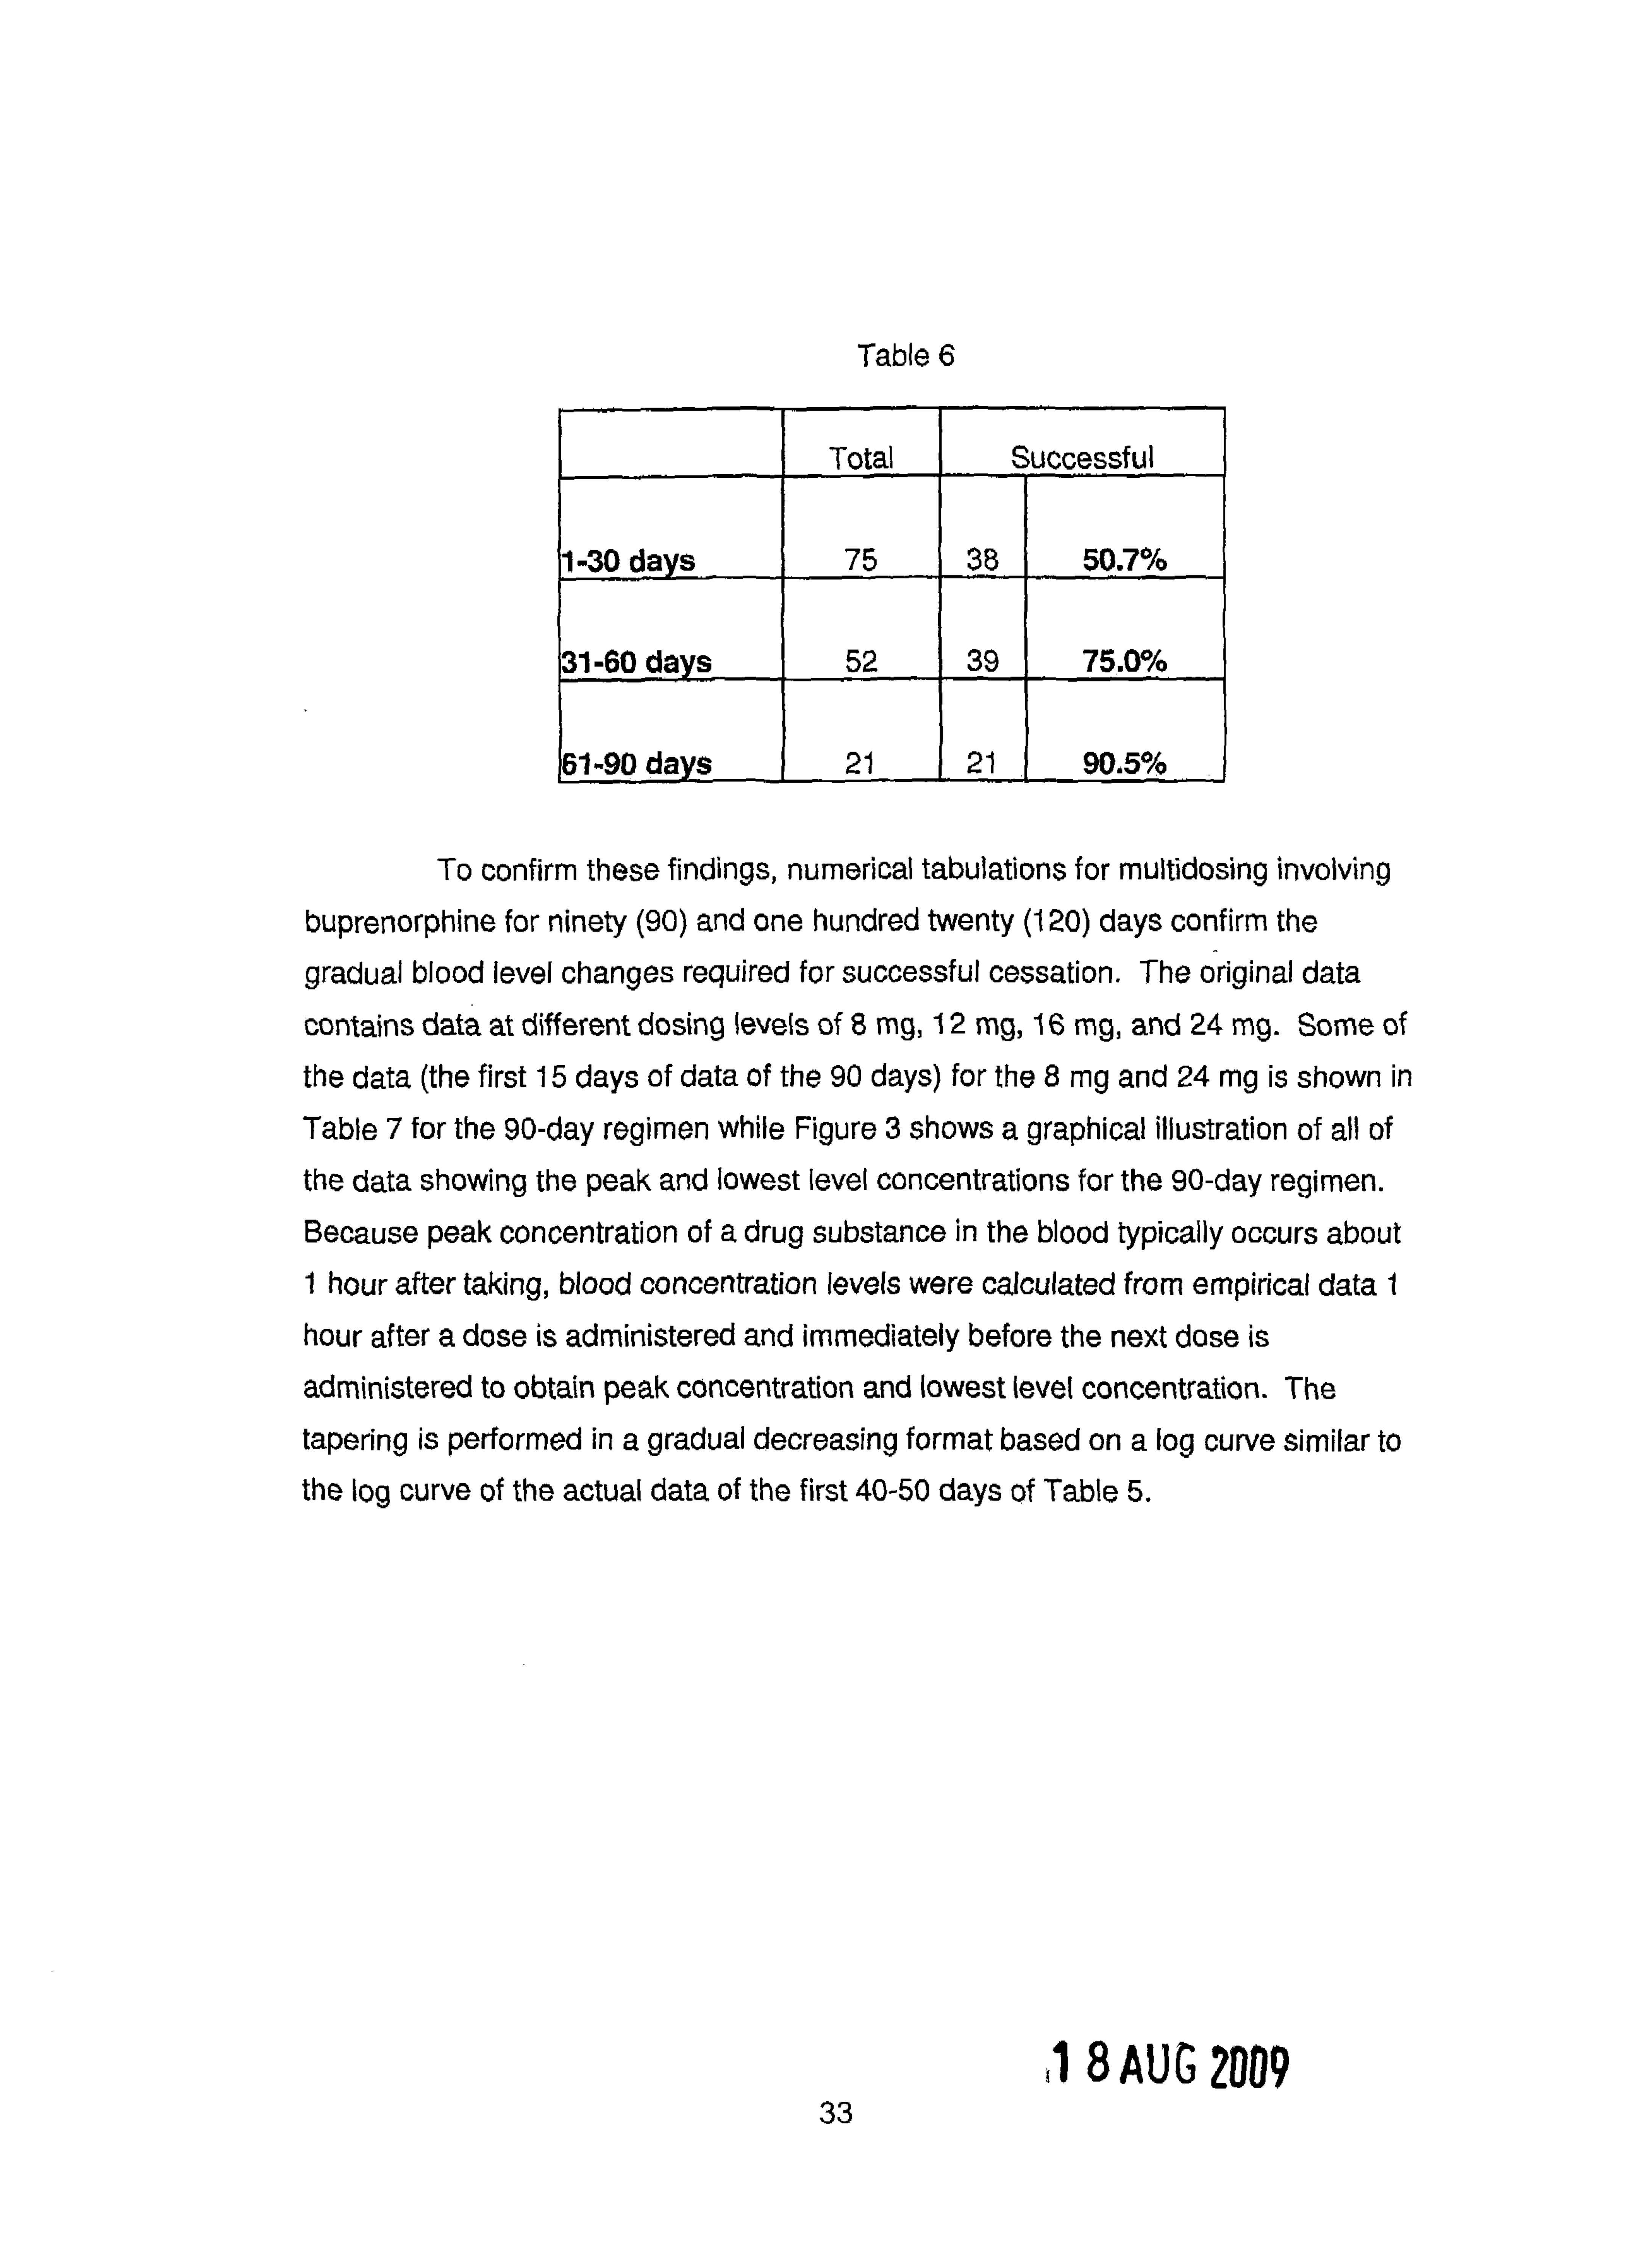 Table 6
Total Successful
1-30 days 75 38 50.7%
31-60 days 52 39 75.0%
61-90 days 21 21 90.5%
To confirm these findings, numerical tabulations for multidosing involving
buprenorphine for ninety (90) and one hundred twenty (120) days confirm the
gradual blood level changes required for successful cessation. The original data
contains data at different dosing levels of 8 mg, 12 mg, 16 mg, and 24 mg. Some of
the data (the first 15 days of data of the 90 days) for the 8 mg and 24 mg is shown in
Table 7 for the 90-day regimen while Figure 3 shows a graphical illustration of all of
the data showing the peak and lowest level concentrations for the 90-day regimen.
Because peak concentration of a drug substance in the blood typically occurs about
1 hour after taking, blood concentration levels were calculated from empirical data 1
hour after a dose is administered and immediately before the next dose is
administered to obtain peak concentration and lowest level concentration. The
tapering is performed in a gradual decreasing format based on a log curve similar to
the log curve of the actual data of the first 40-50 days of Table 5.
18 AUG 2009
33